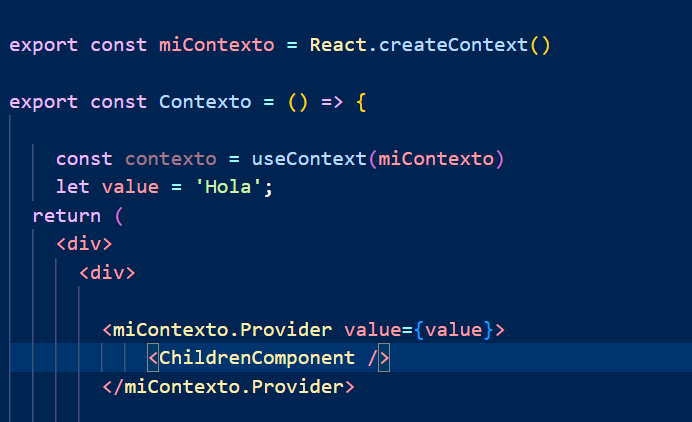 export const miContexto = React.createContext()
export const Contexto = () => {
const contexto = useContext(miContexto)
let value = 'Hola';
return (
<div>
<div>
<miContexto.Provider value={value}>
<ChildrenComponent />
</miContexto.Provider>